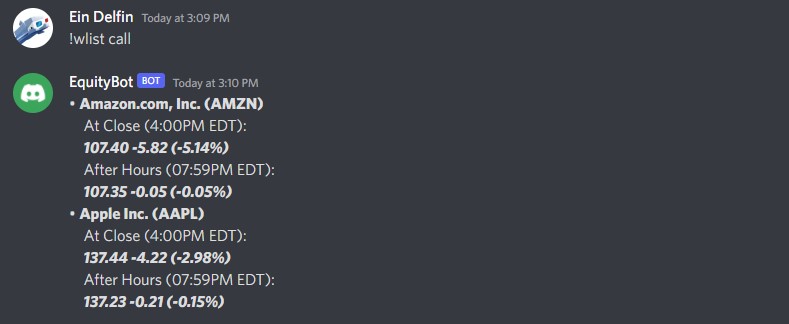 Ein Delfin Today at 3:09 PM
!wlist call
EquityBot BOT Today at 3:10 PM
• Amazon.com, Inc. (AMZN)
At Close (4:00PM EDT):
107.40 -5.82 (-5.14%)
After Hours (07:59PM EDT):
107.35 -0.05 (-0.05%)
• Apple Inc. (AAPL)
At Close (4:00PM EDT):
137.44 -4.22 (-2.98%)
After Hours (07:59PM EDT):
137.23 -0.21 (-0.15%)